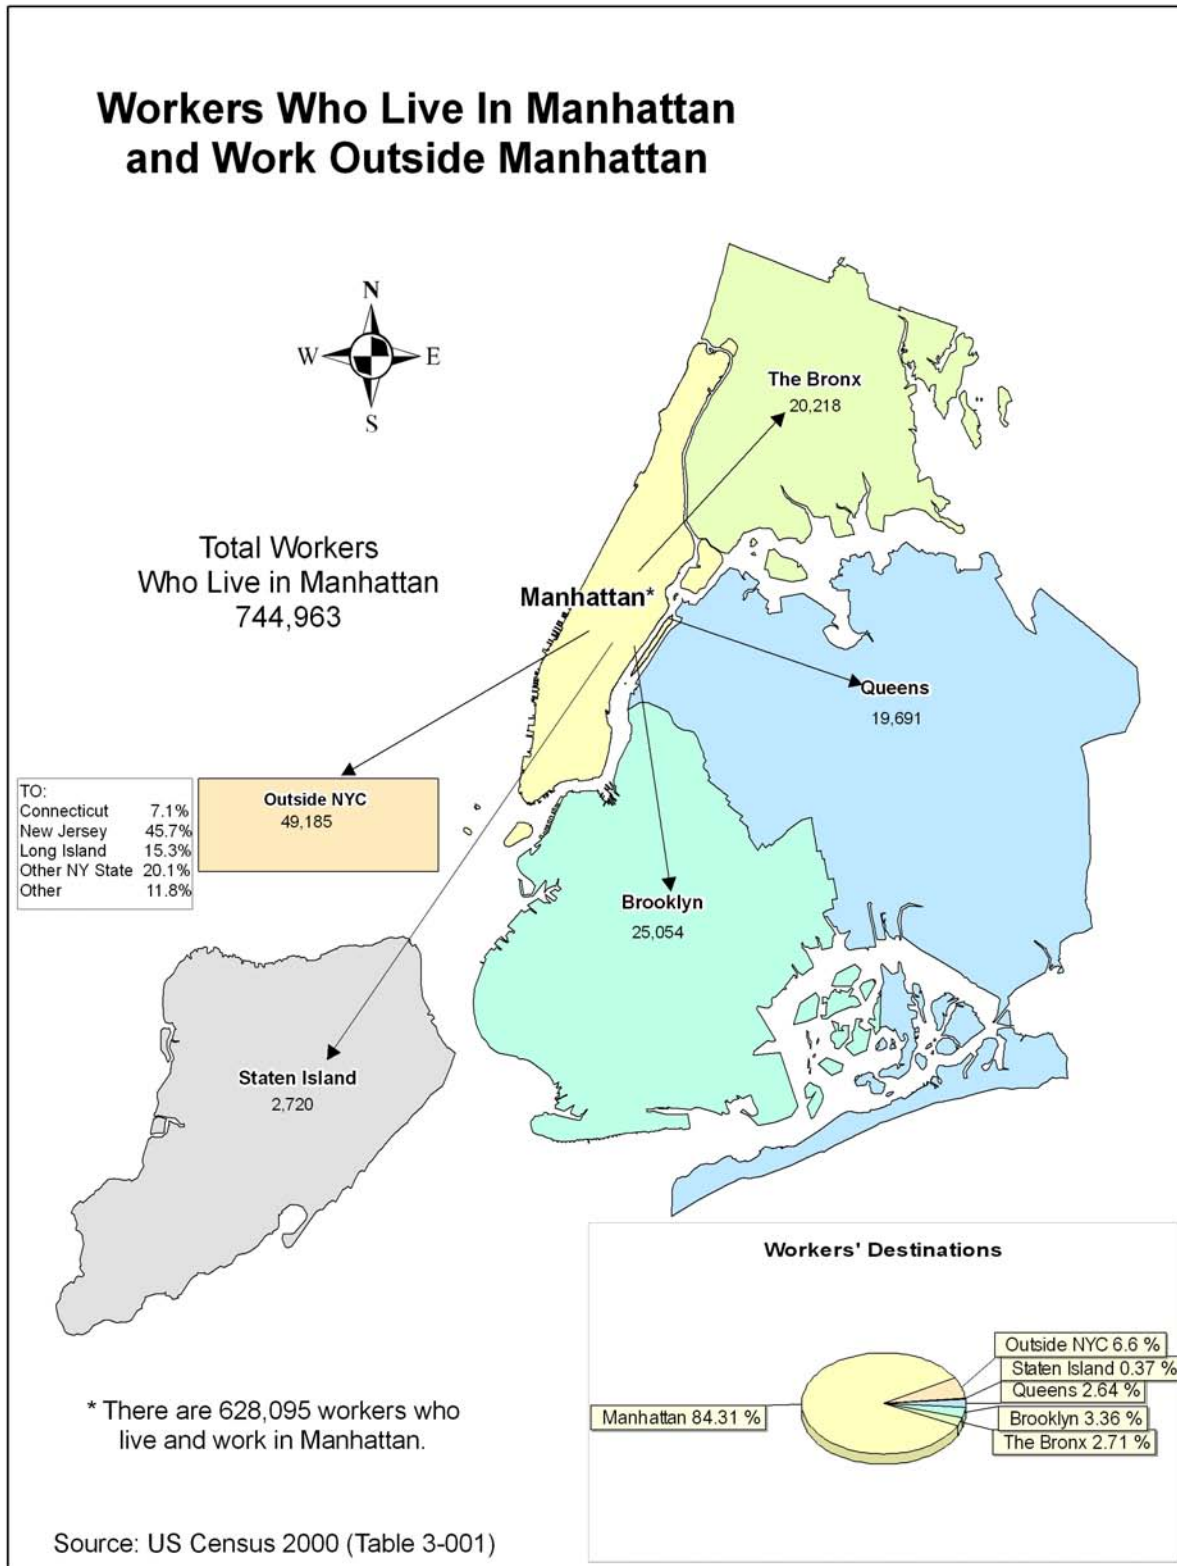 Workers Who Live In Manhattan
and Work Outside Manhattan
N
W
E
S
The Bronx
20,218
Total Workers
Who Live in Manhattan
744,963
Manhattan*
Queens
19,691
TO:
Connecticut 7.1%
New Jersey 45.7%
Long Island 15.3%
Other NY State 20.1%
Other 11.8%
Outside NYC
49,185
Brooklyn
25,054
Staten Island
2,720
Workers' Destinations
Outside NYC 6.6 %
Staten Island 0.37 %
Queens 2.64 %
Manhattan 84.31 %
Brooklyn 3.36 %
The Bronx 2.71 %
* There are 628,095 workers who
live and work in Manhattan.
Source: US Census 2000 (Table 3-001)